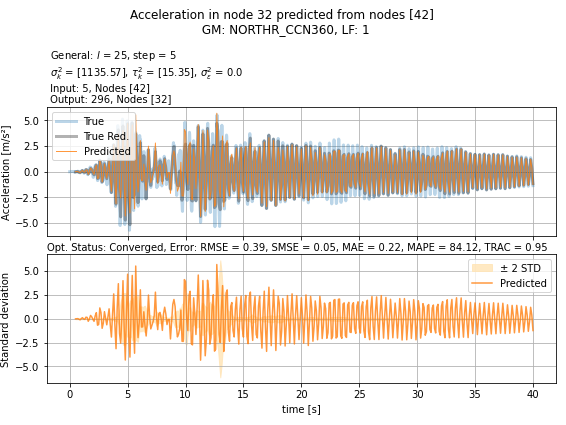 Acceleration in node 32 predicted from nodes [42]
GM: NORTHR_CCN360, LF: 1
General: l = 25, step = 5
σ²ₖ = [1135.57], τ²ₖ = [15.35], σ²ε = 0.0
Input: 5, Nodes [42]
Output: 296, Nodes [32]
Acceleration [m/s²]
5.0
2.5
0.0
−2.5
−5.0
True
True Red.
Predicted
Opt. Status: Converged, Error: RMSE = 0.39, SMSE = 0.05, MAE = 0.22, MAPE = 84.12, TRAC = 0.95
Standard deviation
5.0
2.5
0.0
−2.5
−5.0
± 2 STD
Predicted
0 5 10 15 20 25 30 35 40
time [s]